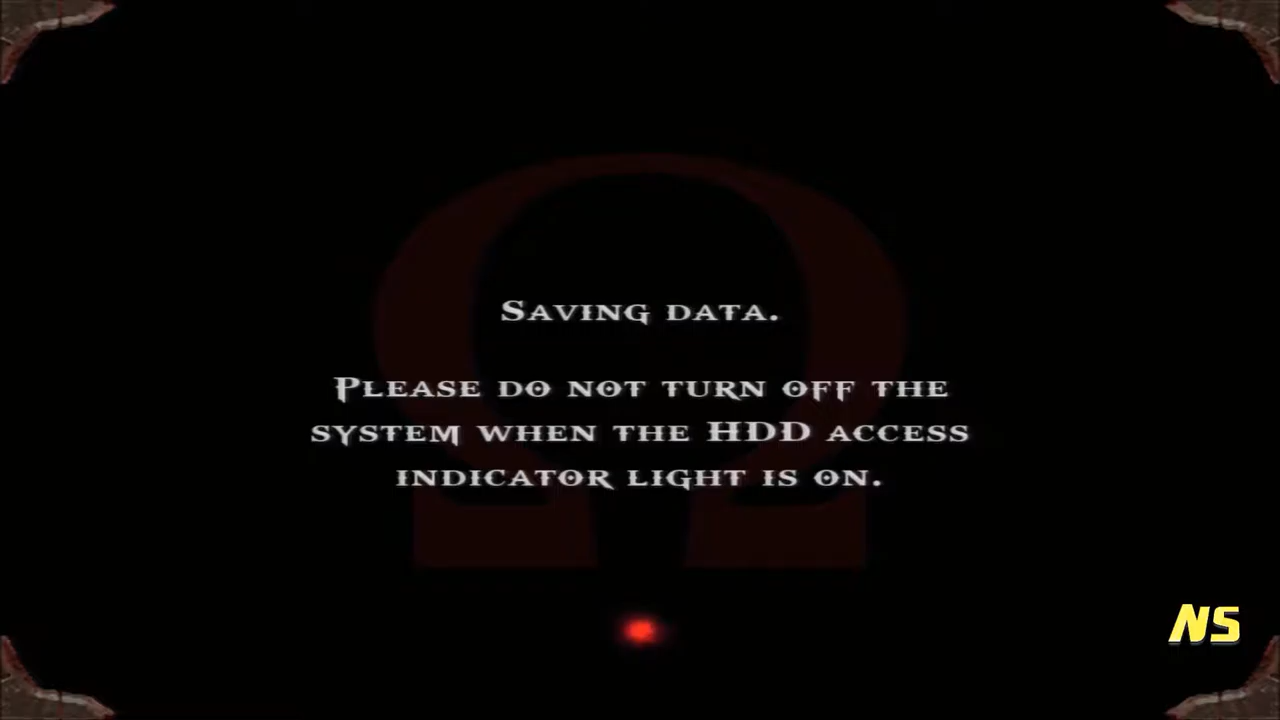 Saving data.
Please do not turn off the
system when the HDD access
indicator light is on.
NS